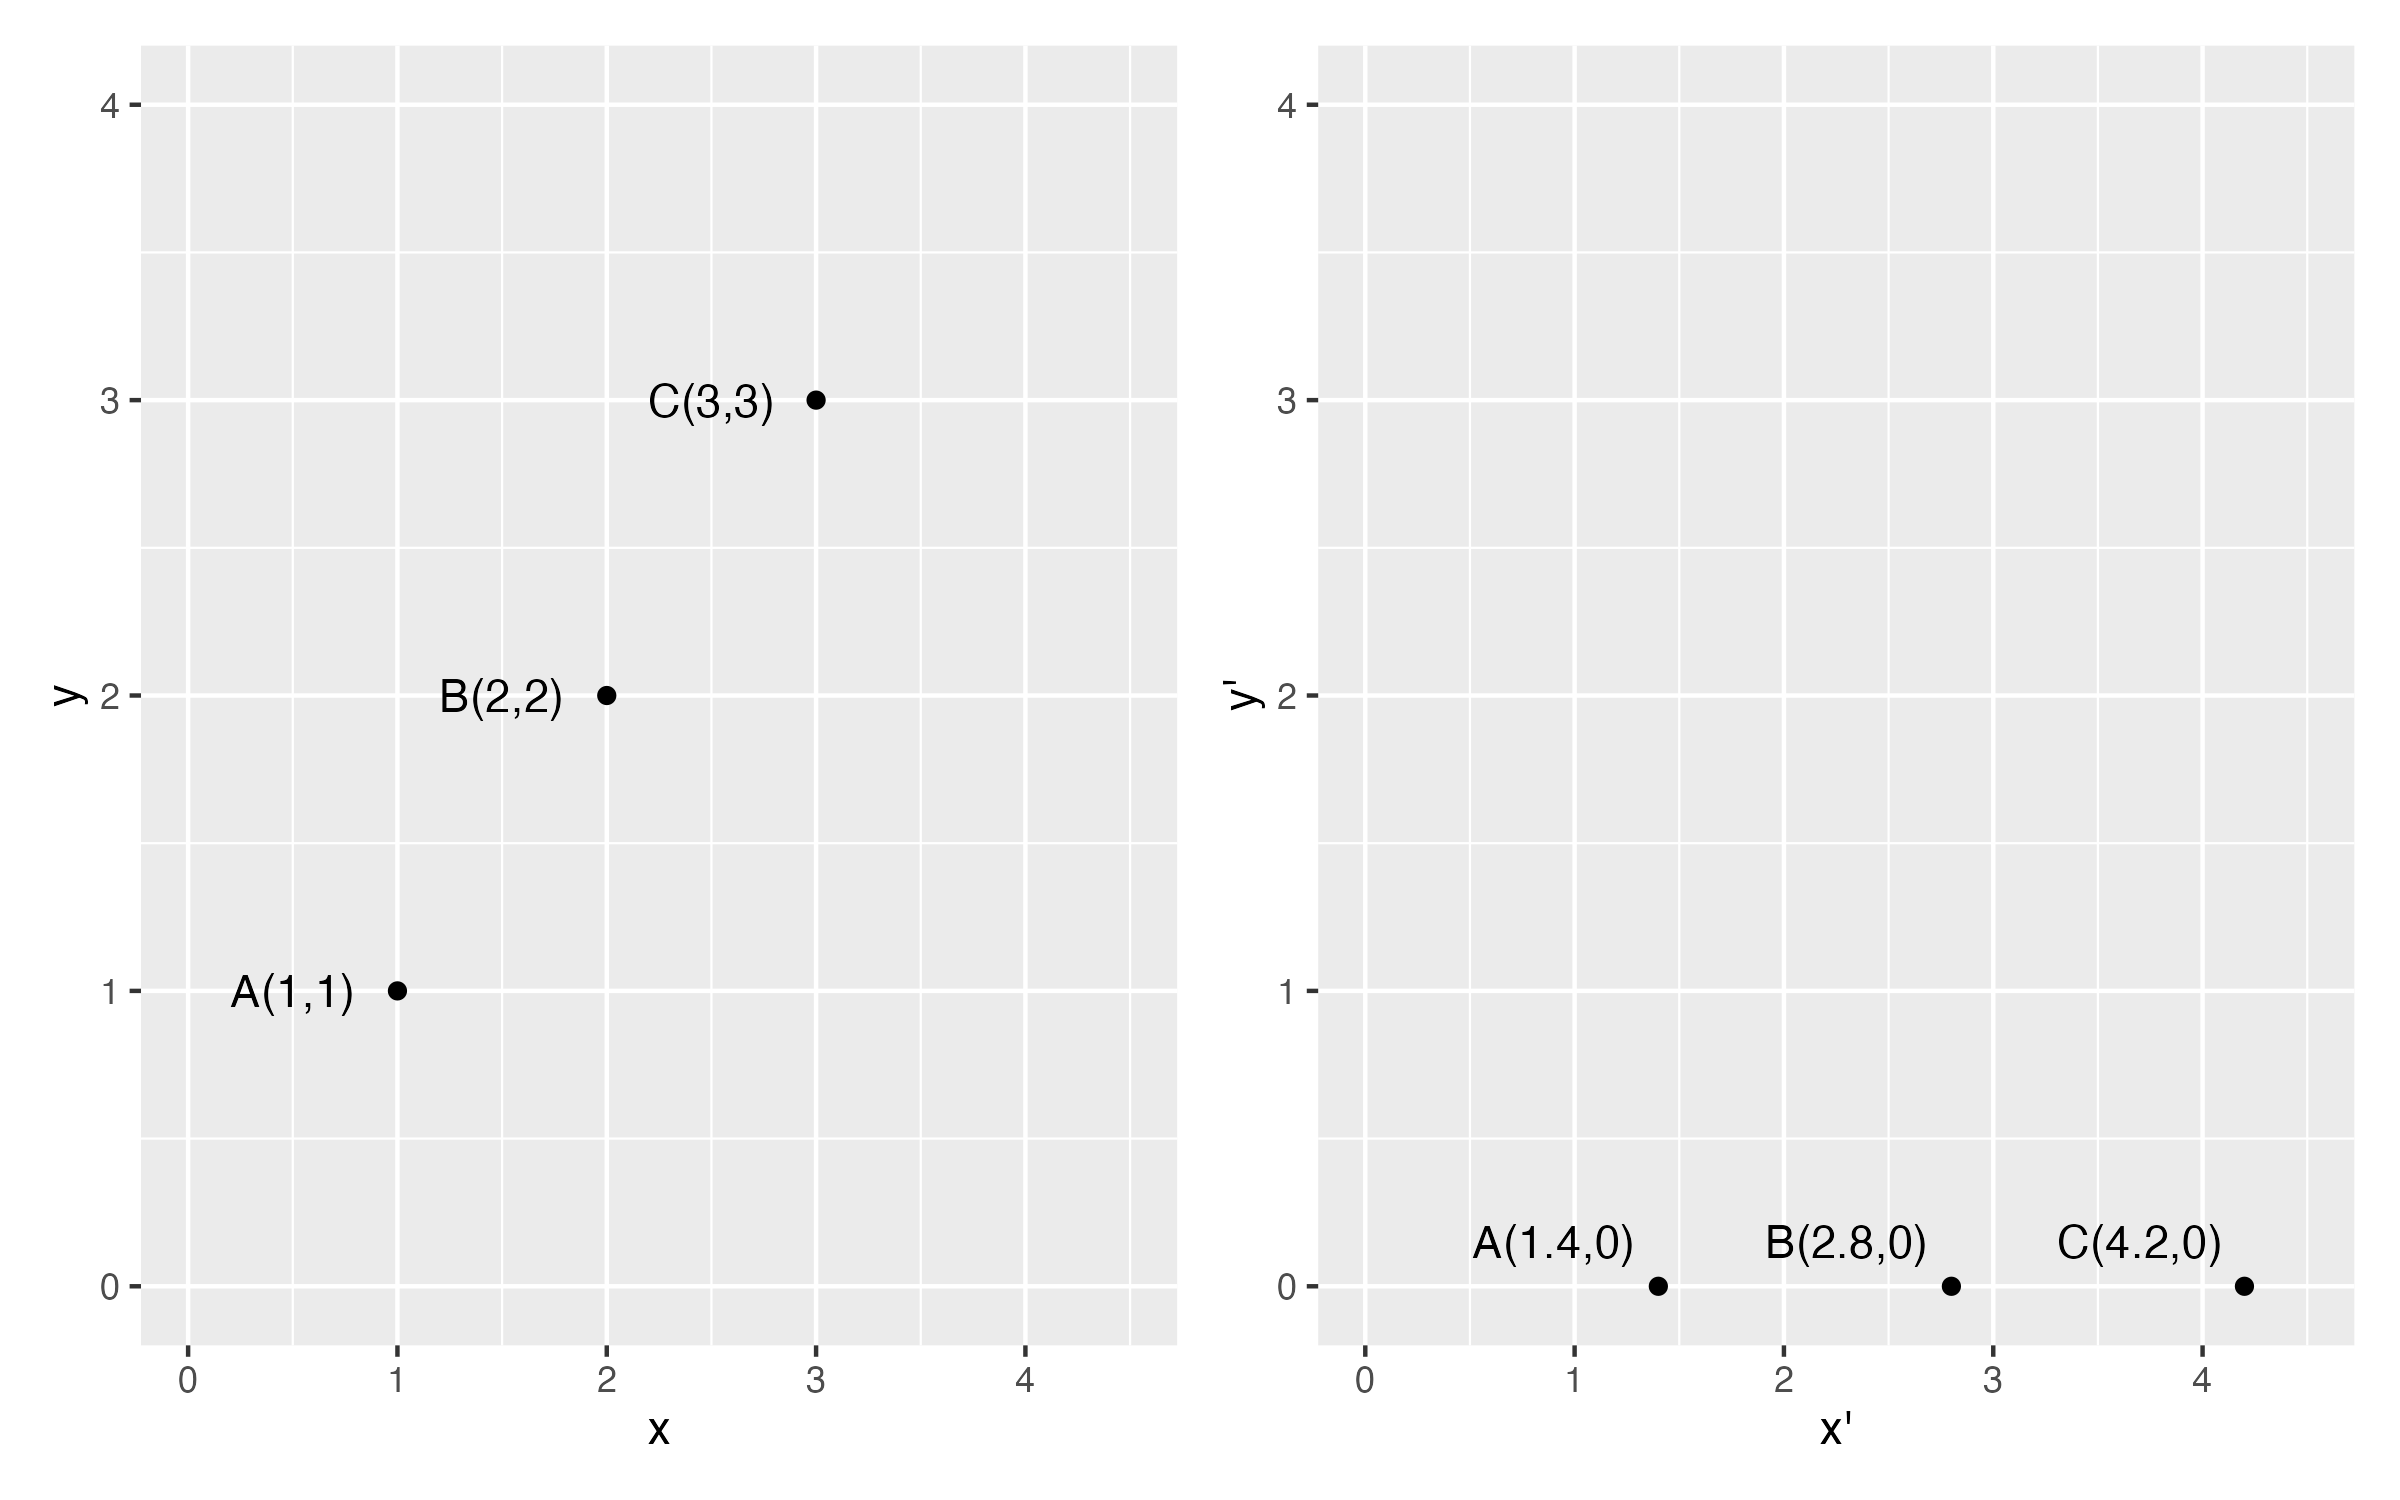 4
3
2
1
0
y
C(3,3)
B(2,2)
A(1,1)
0 1 2 3 4
x
4
3
2
1
0
y'
A(1.4,0) B(2.8,0) C(4.2,0)
0 1 2 3 4
x'